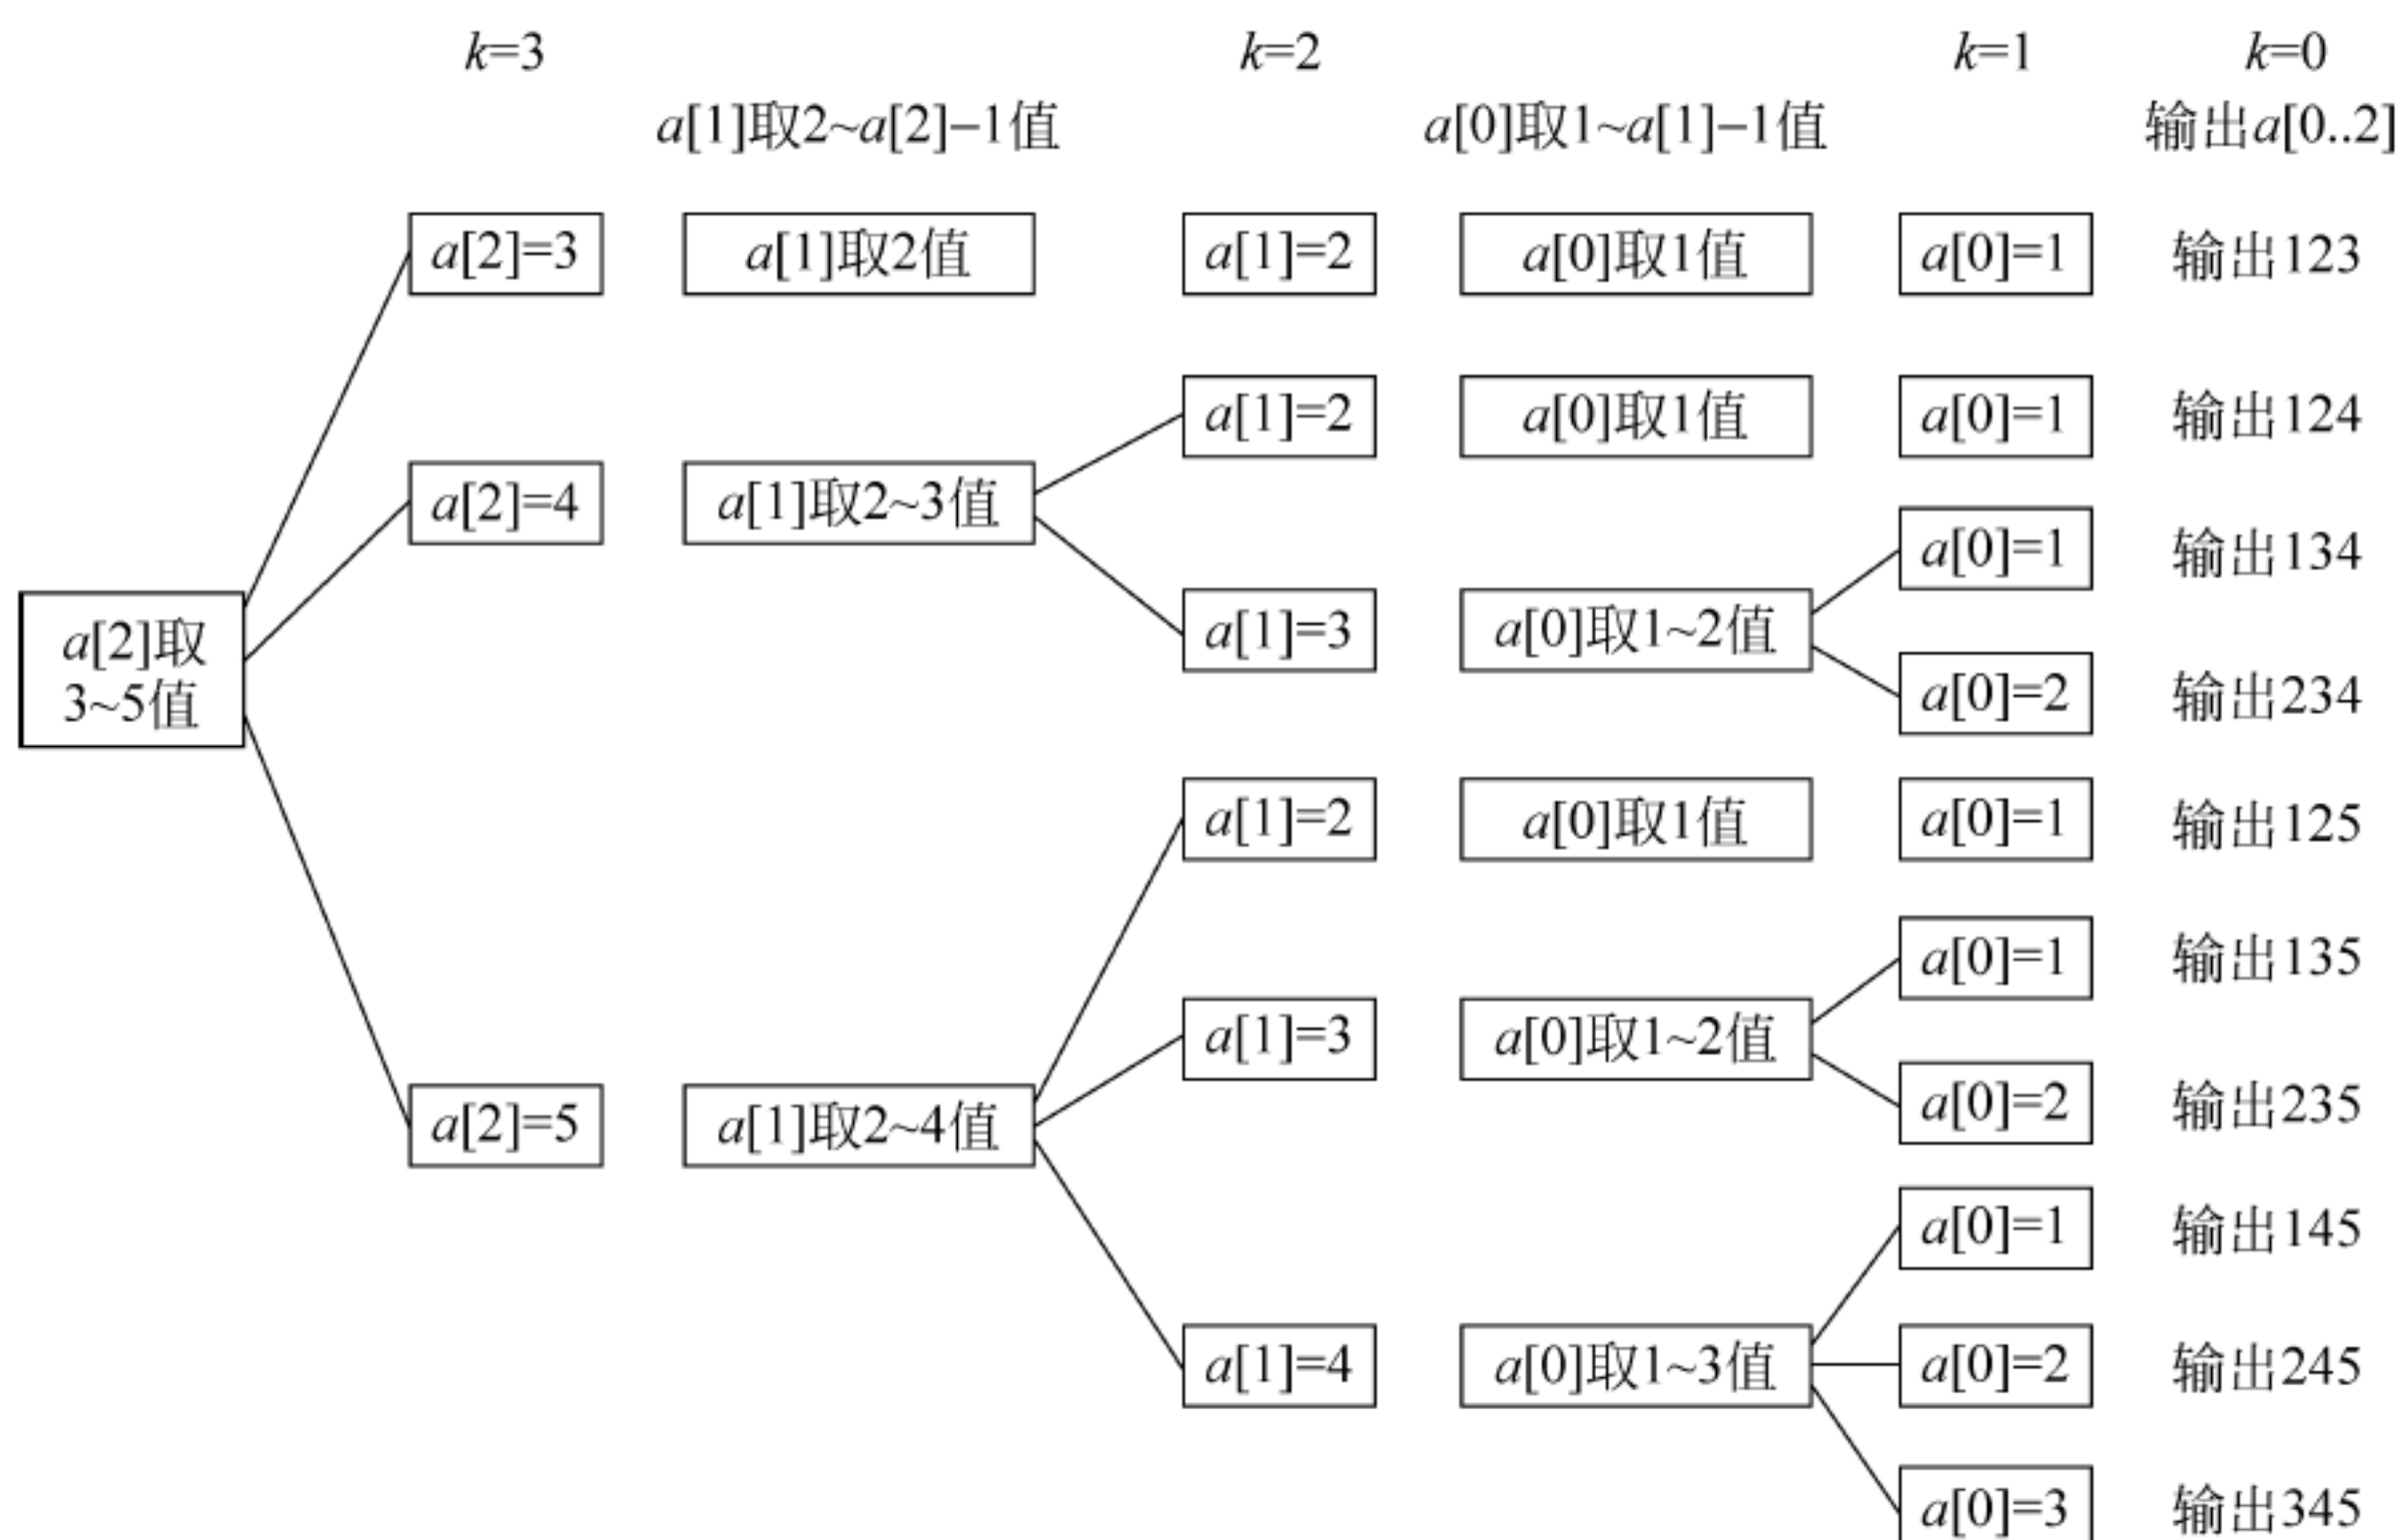 k=3
k=2
k=1
k=0
a[1]取2~a[2]−1值
a[0]取1~a[1]−1值
输出a[0..2]
a[2]=3
a[1]取2值
a[1]=2
a[0]取1值
a[0]=1
输出123
a[1]=2
a[0]取1值
a[0]=1
输出124
a[2]=4
a[1]取2~3值
a[0]=1
输出134
a[1]=3
a[0]取1~2值
a[2]取
3~5值
a[0]=2
输出234
a[1]=2
a[0]取1值
a[0]=1
输出125
a[0]=1
输出135
a[1]=3
a[0]取1~2值
a[2]=5
a[1]取2~4值
a[0]=2
输出235
a[0]=1
输出145
a[1]=4
a[0]取1~3值
a[0]=2
输出245
a[0]=3
输出345